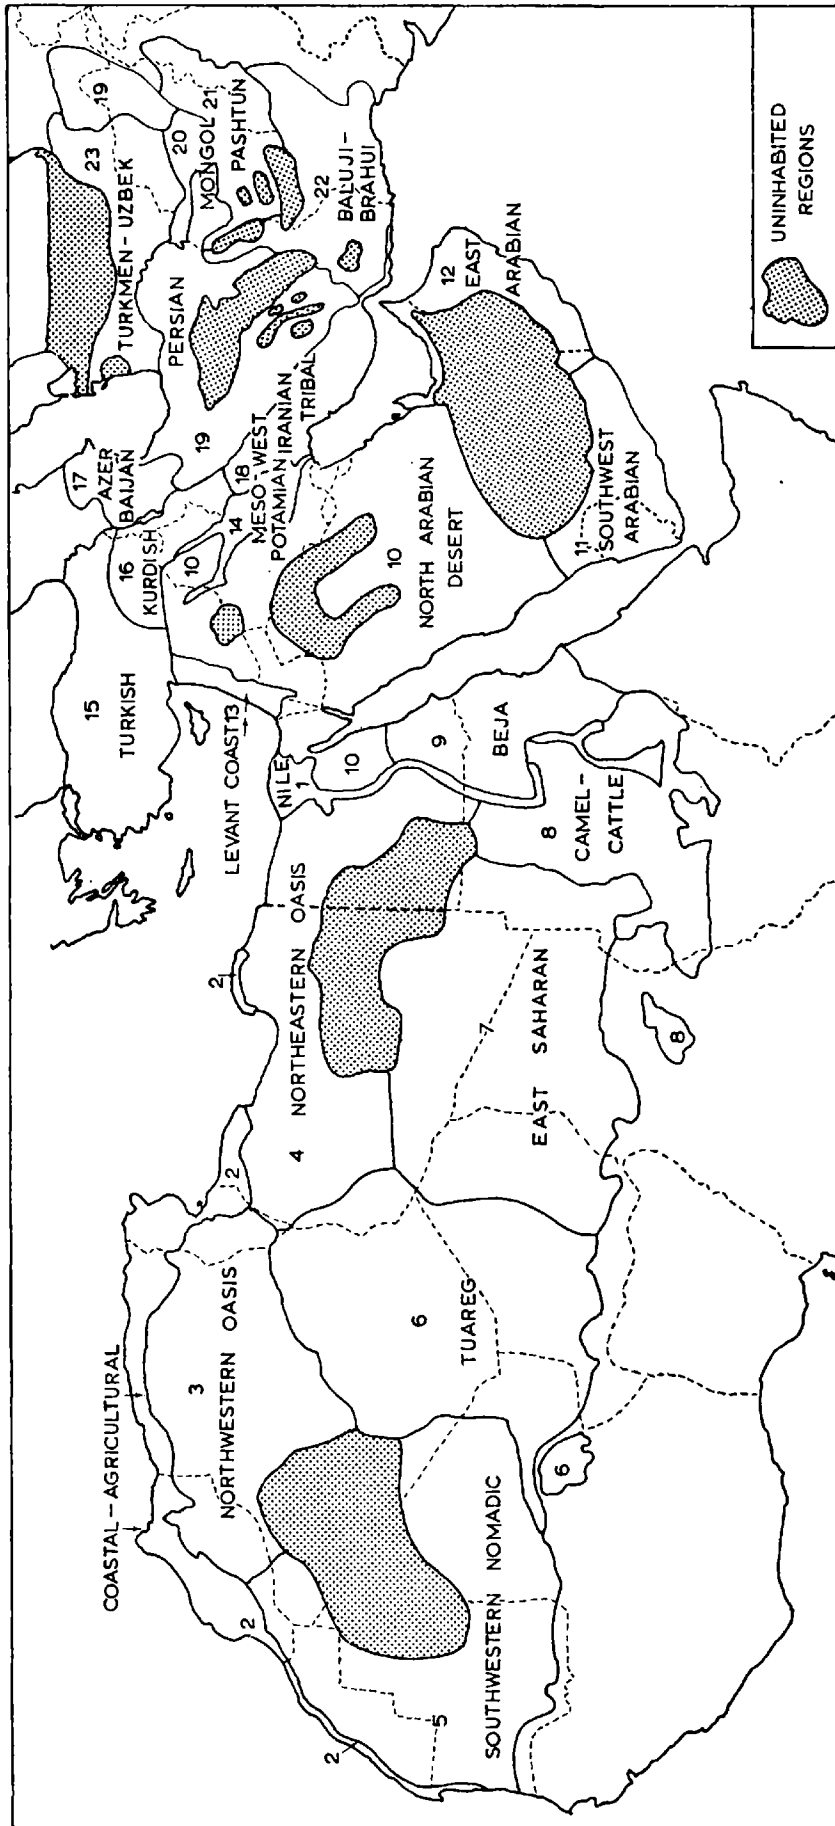 COASTAL – AGRICULTURAL
2
2
3
NORTHWESTERN OASIS
5
SOUTHWESTERN NOMADIC
6
TUAREG
6
2
2
4
NORTHEASTERN OASIS
7
EAST SAHARAN
8
8
CAMEL-
CATTLE
NILE
1
10
9
BEJA
LEVANT COAST 13
15
TURKISH
16
KURDISH
17
AZER
BAIJAN
10
14
MESO-
POTAMIAN
18
WEST
IRANIAN
TRIBAL
19
PERSIAN
10
NORTH ARABIAN
DESERT
11
SOUTHWEST
ARABIAN
12
EAST
ARABIAN
23
TURKMEN – UZBEK
19
20
MONGOL
21
PASHTUN
22
BALUJI –
BRAHUI
UNINHABITED
REGIONS